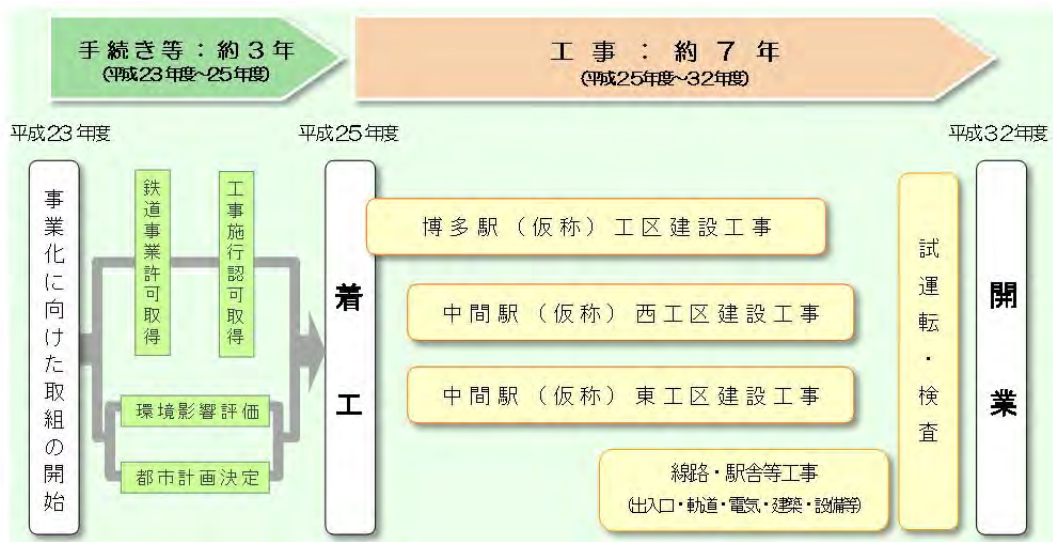 手続き等：約3年
(平成23年度~25年度)
工事：約7年
(平成25年度~32年度)
平成23年度
平成25年度
平成32年度
事業化に向けた取組の開始
鉄道事業許可取得
工事施行認可取得
環境影響評価
都市計画決定
着工
博多駅（仮称）工区建設工事
中間駅（仮称）西工区建設工事
中間駅（仮称）東工区建設工事
線路・駅舎等工事
(出入口・軌道・電気・建築・設備等)
試運転・検査
開業